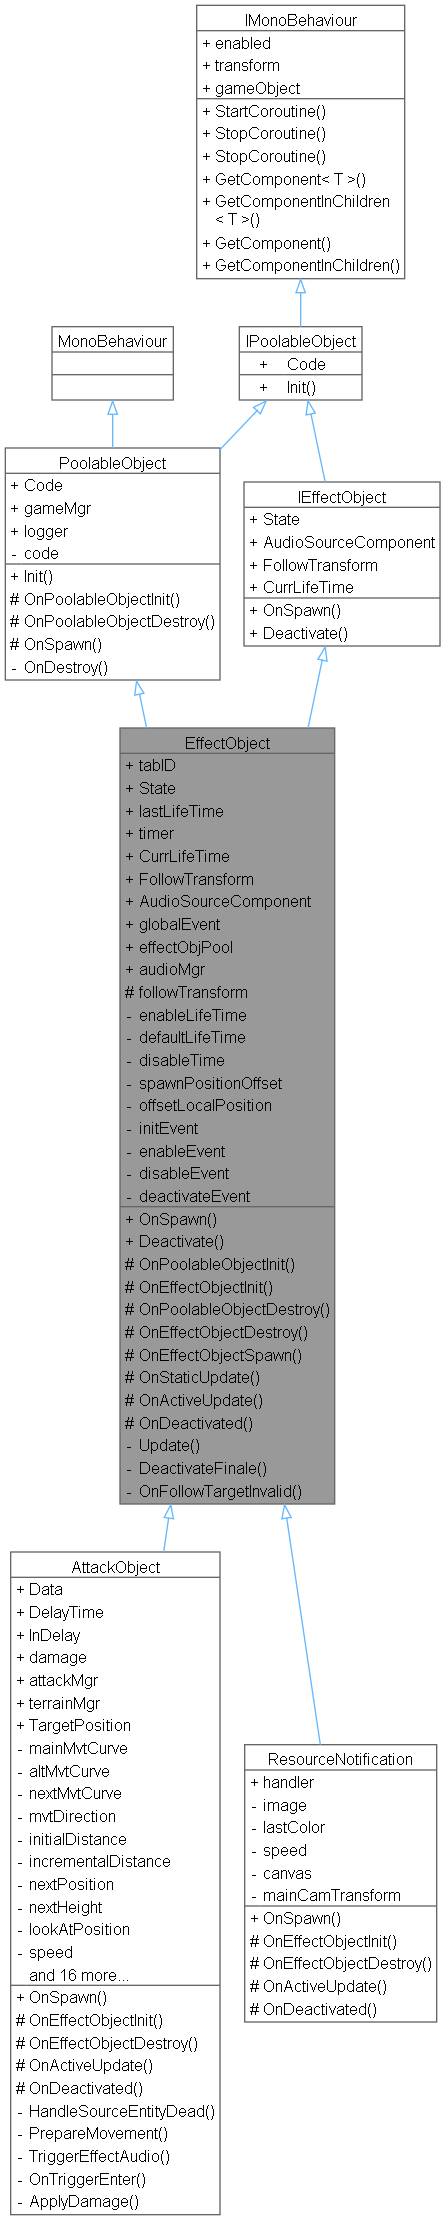 IMonoBehaviour
+ enabled
+ transform
+ gameObject
+ StartCoroutine()
+ StopCoroutine()
+ StopCoroutine()
+ GetComponent< T >()
+ GetComponentInChildren
< T >()
+ GetComponent()
+ GetComponentInChildren()
MonoBehaviour
IPoolableObject
+ Code
+ Init()
PoolableObject
+ Code
+ gameMgr
+ logger
- code
+ Init()
# OnPoolableObjectInit()
# OnPoolableObjectDestroy()
# OnSpawn()
- OnDestroy()
IEffectObject
+ State
+ AudioSourceComponent
+ FollowTransform
+ CurrLifeTime
+ OnSpawn()
+ Deactivate()
EffectObject
+ tabID
+ State
+ lastLifeTime
+ timer
+ CurrLifeTime
+ FollowTransform
+ AudioSourceComponent
+ globalEvent
+ effectObjPool
+ audioMgr
# followTransform
- enableLifeTime
- defaultLifeTime
- disableTime
- spawnPositionOffset
- offsetLocalPosition
- initEvent
- enableEvent
- disableEvent
- deactivateEvent
+ OnSpawn()
+ Deactivate()
# OnPoolableObjectInit()
# OnEffectObjectInit()
# OnPoolableObjectDestroy()
# OnEffectObjectDestroy()
# OnEffectObjectSpawn()
# OnStaticUpdate()
# OnActiveUpdate()
# OnDeactivated()
- Update()
- DeactivateFinale()
- OnFollowTargetInvalid()
AttackObject
+ Data
+ DelayTime
+ InDelay
+ damage
+ attackMgr
+ terrainMgr
+ TargetPosition
- mainMvtCurve
- altMvtCurve
- nextMvtCurve
- mvtDirection
- initialDistance
- incrementalDistance
- nextPosition
- nextHeight
- lookAtPosition
- speed
and 16 more...
+ OnSpawn()
# OnEffectObjectInit()
# OnEffectObjectDestroy()
# OnActiveUpdate()
# OnDeactivated()
- HandleSourceEntityDead()
- PrepareMovement()
- TriggerEffectAudio()
- OnTriggerEnter()
- ApplyDamage()
ResourceNotification
+ handler
- image
- lastColor
- speed
- canvas
- mainCamTransform
+ OnSpawn()
# OnEffectObjectInit()
# OnEffectObjectDestroy()
# OnActiveUpdate()
# OnDeactivated()